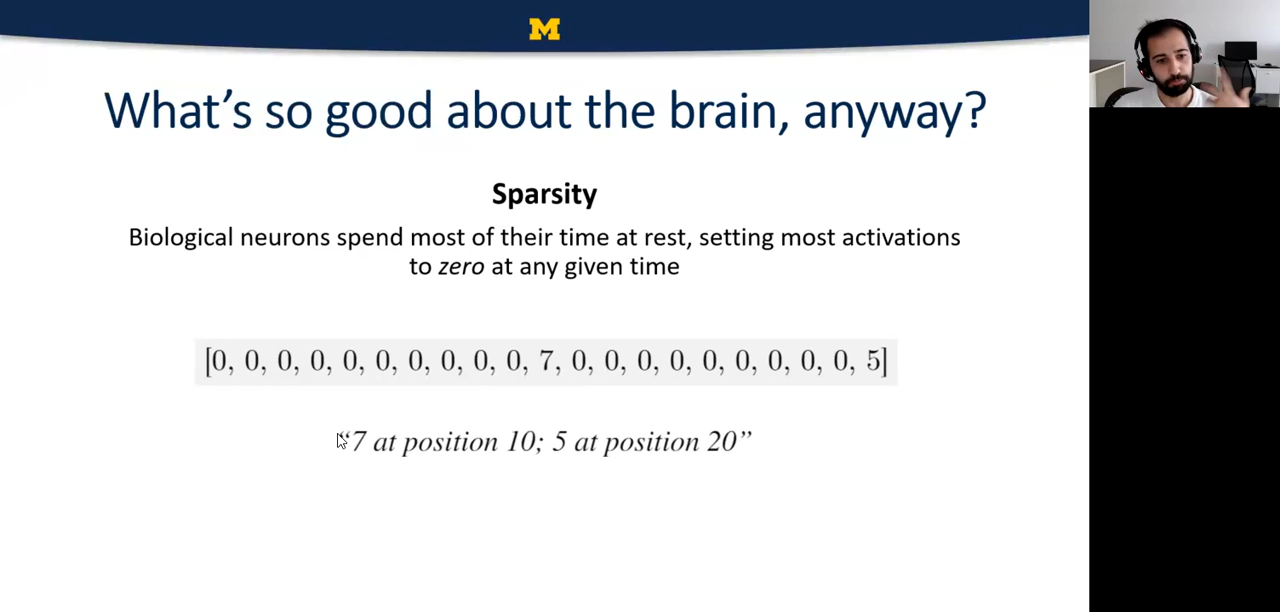 M
What's so good about the brain, anyway?
Sparsity
Biological neurons spend most of their time at rest, setting most activations
to zero at any given time
[0, 0, 0, 0, 0, 0, 0, 0, 0, 0, 7, 0, 0, 0, 0, 0, 0, 0, 0, 0, 5]
“7 at position 10; 5 at position 20”